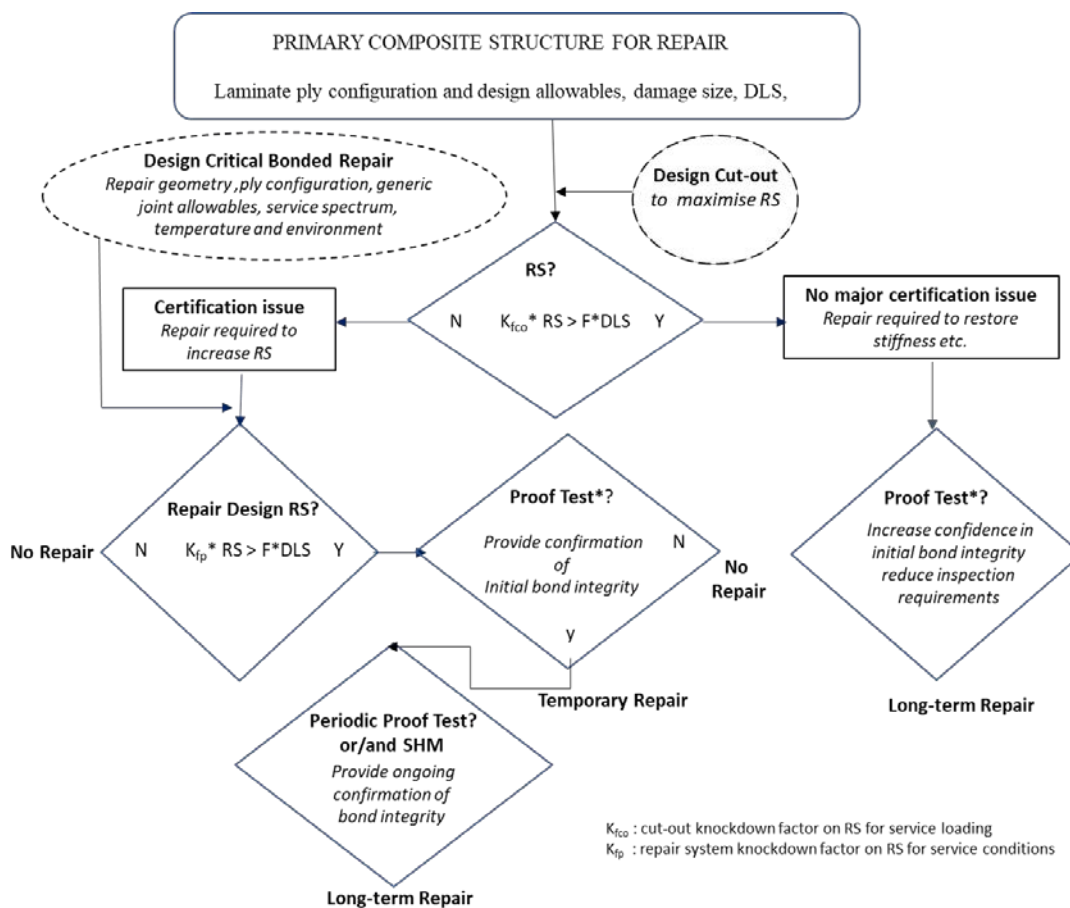 PRIMARY COMPOSITE STRUCTURE FOR REPAIR
Laminate ply configuration and design allowables, damage size, DLS,
Design Critical Bonded Repair
Repair geometry ,ply configuration, generic
joint allowables, service spectrum,
temperature and environment
Design Cut-out
to maximise RS
RS?
N K_fco* RS > F*DLS Y
Certification issue
Repair required to
increase RS
No major certification issue
Repair required to restore
stiffness etc.
Repair Design RS?
No Repair N K_fp* RS > F*DLS Y
Proof Test*?
Provide confirmation
of
Initial bond integrity
N
No
Repair
y
Temporary Repair
Proof Test*?
Increase confidence in
initial bond integrity
reduce inspection
requirements
Long-term Repair
Periodic Proof Test?
or/and SHM
Provide ongoing
confirmation of
bond integrity
Long-term Repair
K_fco : cut-out knockdown factor on RS for service loading
K_fp : repair system knockdown factor on RS for service conditions